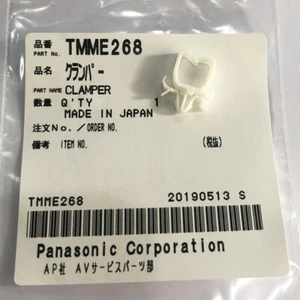 品番 TMME268
PART No.
品名 クランパー
PART NAME CLAMPER
数量 Q'TY 1
MADE IN JAPAN
注文No./ORDER NO.
備考 ITEM NO. (税抜)
TMME268 20190513 S
Panasonic Corporation
AP社 AVサービスパーツ部